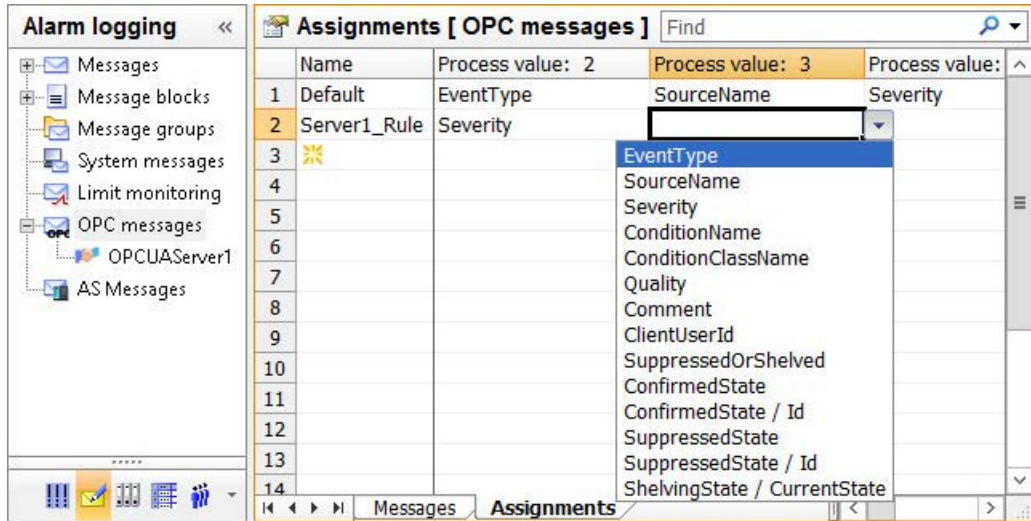 Alarm logging «
Messages
Message blocks
Message groups
System messages
Limit monitoring
OPC messages
OPCUAServer1
AS Messages
Assignments [ OPC messages ] Find
Name Process value: 2 Process value: 3 Process value:
1 Default EventType SourceName Severity
2 Server1_Rule Severity
3
4
5
6
7
8
9
10
11
12
13
14
EventType
SourceName
Severity
ConditionName
ConditionClassName
Quality
Comment
ClientUserId
SuppressedOrShelved
ConfirmedState
ConfirmedState / Id
SuppressedState
SuppressedState / Id
ShelvingState / CurrentState
Messages Assignments